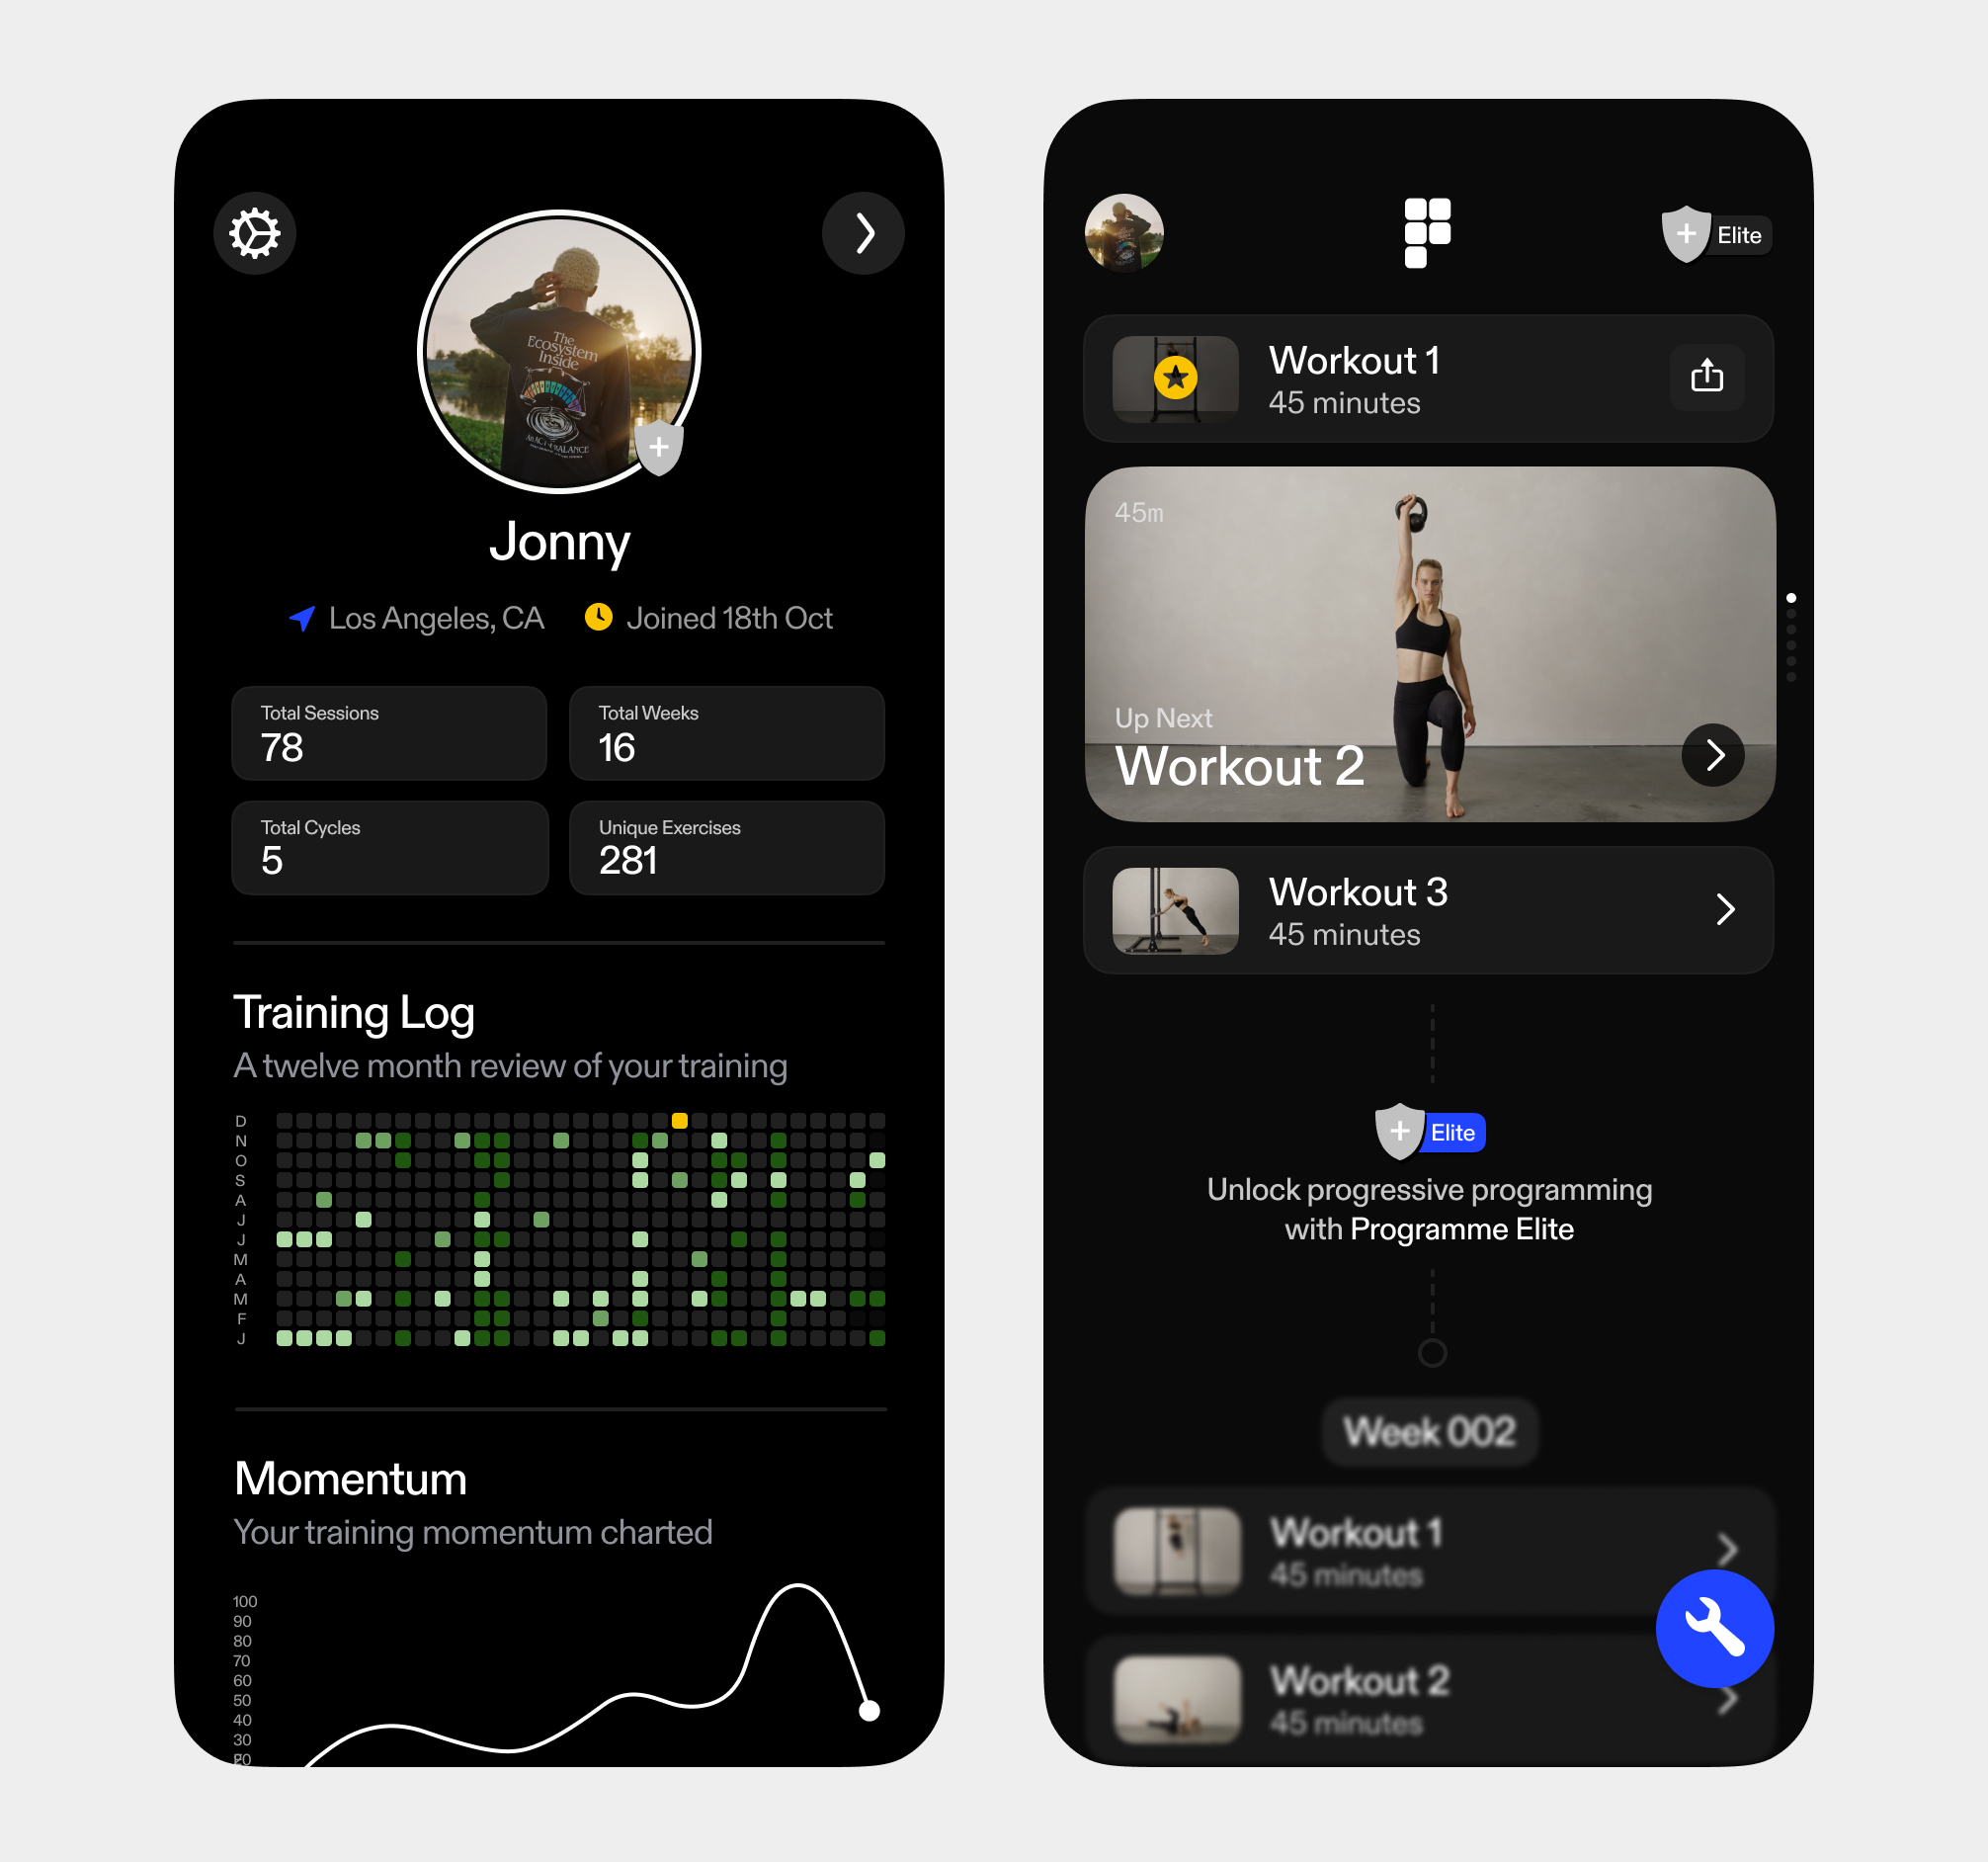 The
Ecosystem
Inside
Jonny
Los Angeles, CA
Joined 18th Oct
Total Sessions
78
Total Weeks
16
Total Cycles
5
Unique Exercises
281
Training Log
A twelve month review of your training
D
N
O
S
A
J
J
M
A
M
F
J
Momentum
Your training momentum charted
100
90
80
70
60
50
40
30
20
Elite
Workout 1
45 minutes
45m
Up Next
Workout 2
Workout 3
45 minutes
Elite
Unlock progressive programming
with Programme Elite
Week 002
Workout 1
45 minutes
Workout 2
45 minutes